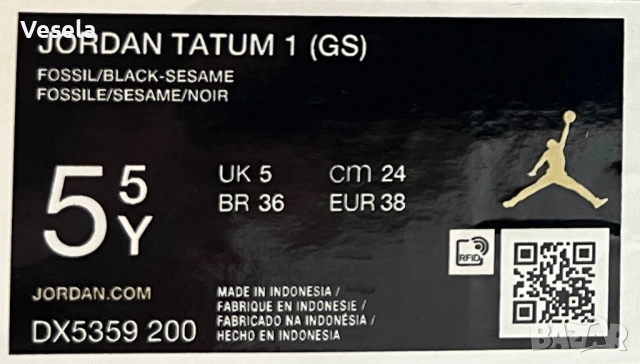 Vesela
JORDAN TATUM 1 (GS)
FOSSIL/BLACK-SESAME
FOSSILE/SESAME/NOIR
5 5 Y
UK 5 cm 24
BR 36 EUR 38
RFID
JORDAN.COM
DX5359 200
MADE IN INDONESIA /
FABRIQUE EN INDONESIE /
FABRICADO NA INDONÉSIA /
HECHO EN INDONESIA
bazar